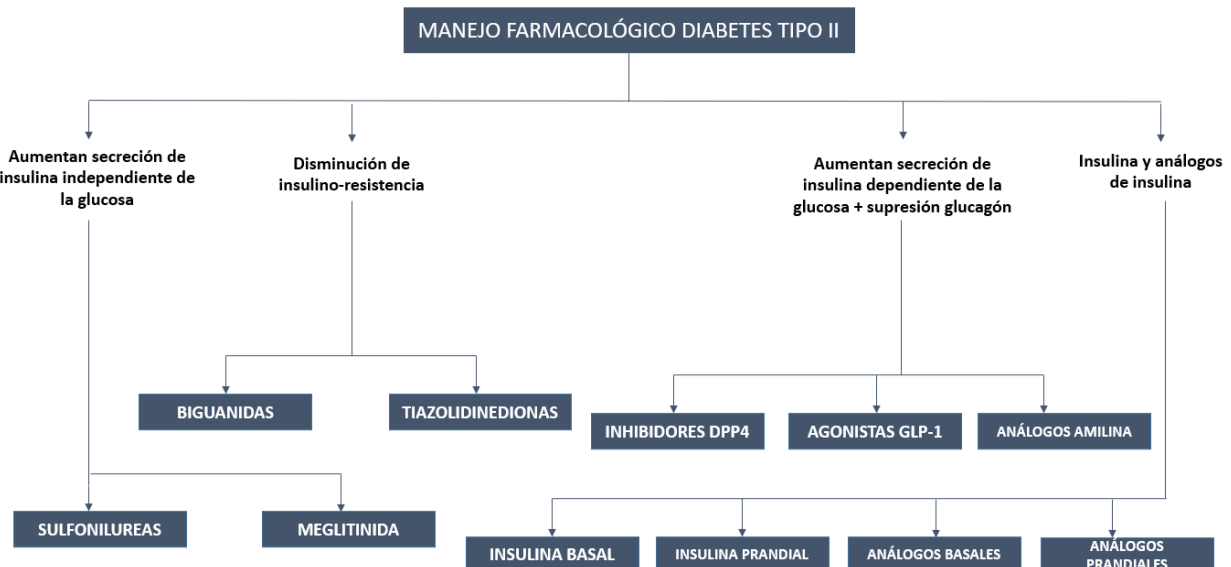 MANEJO FARMACOLÓGICO DIABETES TIPO II
Aumentan secreción de
insulina independiente de
la glucosa
Disminución de
insulino-resistencia
Aumentan secreción de
insulina dependiente de la
glucosa + supresión glucagón
Insulina y análogos
de insulina
BIGUANIDAS
TIAZOLIDINEDIONAS
INHIBIDORES DPP4
AGONISTAS GLP-1
ANÁLOGOS AMILINA
SULFONILUREAS
MEGLITINIDA
INSULINA BASAL
INSULINA PRANDIAL
ANÁLOGOS BASALES
ANÁLOGOS
PRANDIALES